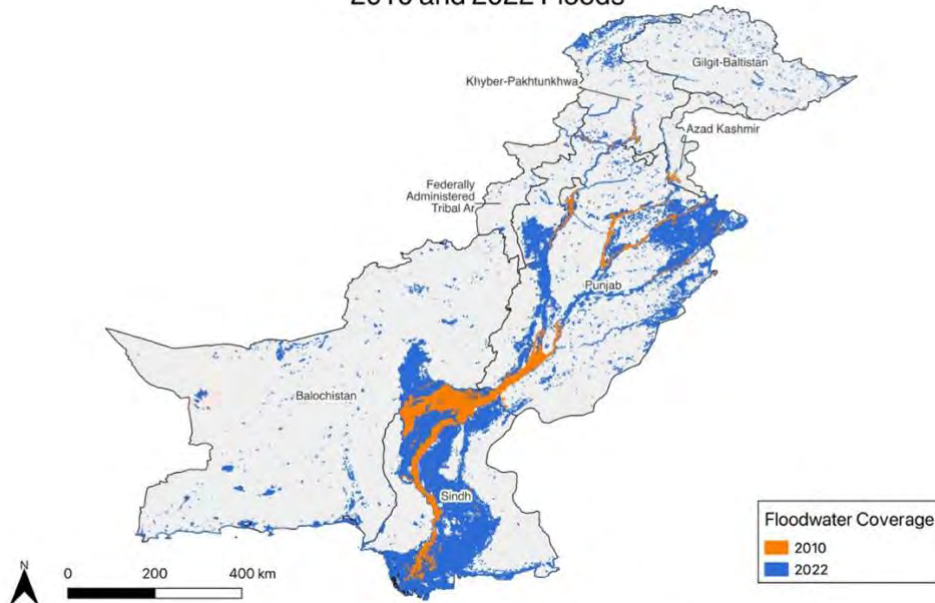 2010 and 2022 Floods
Gilgit-Baltistan
Khyber-Pakhtunkhwa
Azad Kashmir
Federally
Administered
Tribal Ar
Punjab
Balochistan
Sindh
Floodwater Coverage
2010
2022
N
0 200 400 km